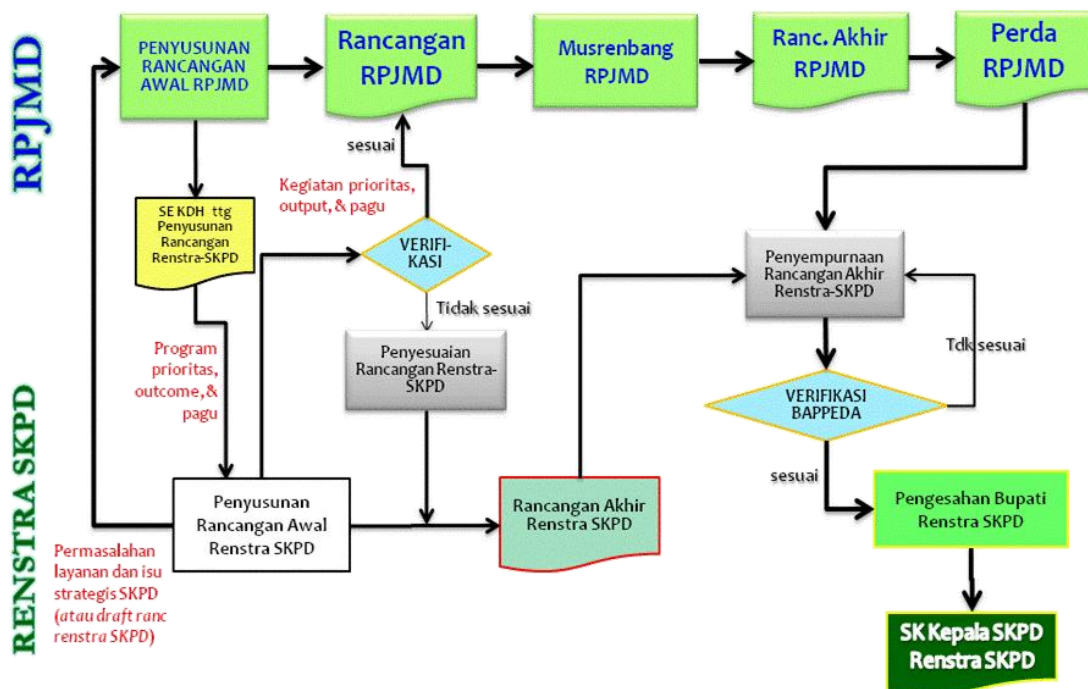 RPJMD
PENYUSUNAN
RANCANGAN
AWAL RPJMD
Rancangan
RPJMD
Musrenbang
RPJMD
Ranc. Akhir
RPJMD
Perda
RPJMD
sesuai
SE KDH ttg
Penyusunan
Rancangan
Renstra-SKPD
Kegiatan prioritas,
output, & pagu
VERIFI-
KASI
Tidak sesuai
Penyesuaian
Rancangan Renstra-
SKPD
Program
prioritas,
outcome, &
pagu
Penyempurnaan
Rancangan Akhir
Renstra-SKPD
Tdk sesuai
VERIFIKASI
BAPPEDA
sesuai
RENSTRA SKPD
Penyusunan
Rancangan Awal
Renstra SKPD
Rancangan Akhir
Renstra SKPD
Pengesahan Bupati
Renstra SKPD
Permasalahan
layanan dan isu
strategis SKPD
(atau draft ranc
renstra SKPD)
SK Kepala SKPD
Renstra SKPD